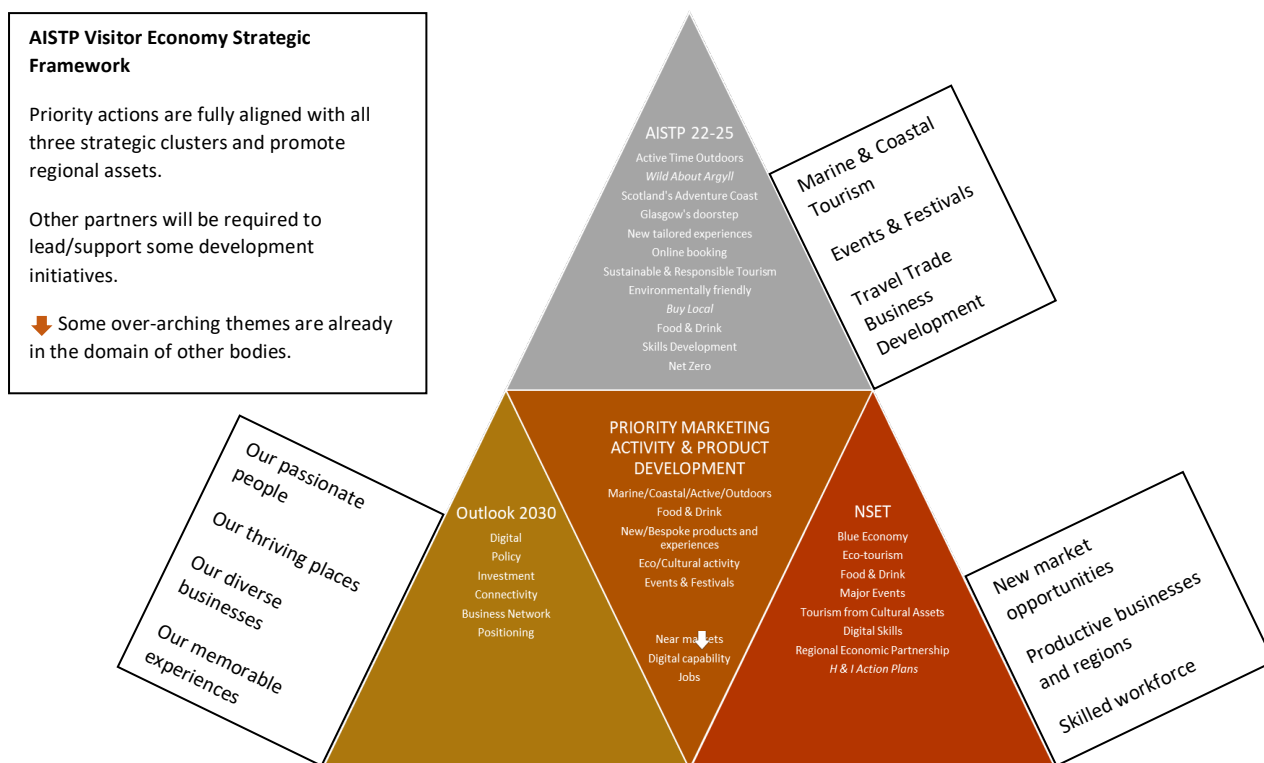 AISTP Visitor Economy Strategic
Framework
Priority actions are fully aligned with all
three strategic clusters and promote
regional assets.
Other partners will be required to
lead/support some development
initiatives.
Some over-arching themes are already
in the domain of other bodies.
AISTP 22-25
Active Time Outdoors
Wild About Argyll
Scotland's Adventure Coast
Glasgow's doorstep
New tailored experiences
Online booking
Sustainable & Responsible Tourism
Environmentally friendly
Buy Local
Food & Drink
Skills Development
Net Zero
Marine & Coastal
Tourism
Events & Festivals
Travel Trade
Business
Development
Our passionate
people
Our thriving places
Our diverse
businesses
Our memorable
experiences
Outlook 2030
Digital
Policy
Investment
Connectivity
Business Network
Positioning
PRIORITY MARKETING
ACTIVITY & PRODUCT
DEVELOPMENT
Marine/Coastal/Active/Outdoors
Food & Drink
New/Bespoke products and
experiences
Eco/Cultural activity
Events & Festivals
Near markets
Digital capability
Jobs
NSET
Blue Economy
Eco-tourism
Food & Drink
Major Events
Tourism from Cultural Assets
Digital Skills
Regional Economic Partnership
H & I Action Plans
New market
opportunities
Productive businesses
and regions
Skilled workforce